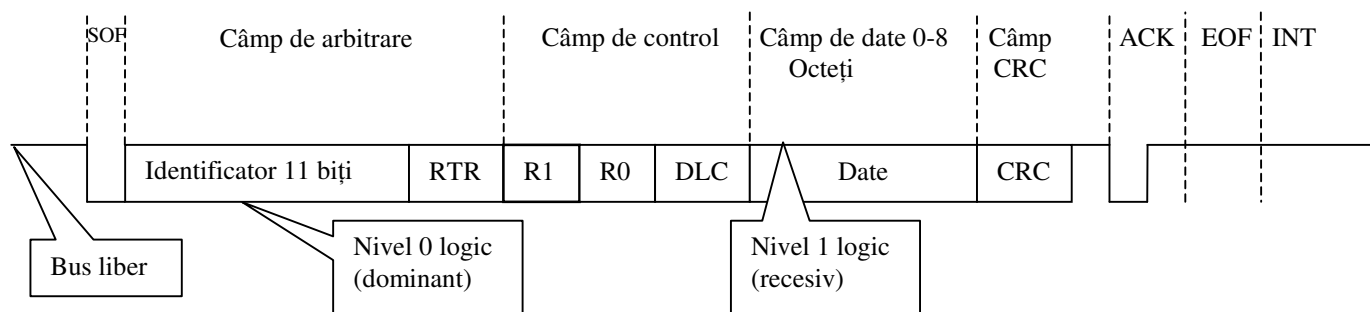 SOF Câmp de arbitrare Câmp de control Câmp de date 0-8 Câmp ACK EOF INT
Octeți CRC
Identificator 11 biți RTR R1 R0 DLC Date CRC
Nivel 0 logic Nivel 1 logic
Bus liber (dominant) (recesiv)